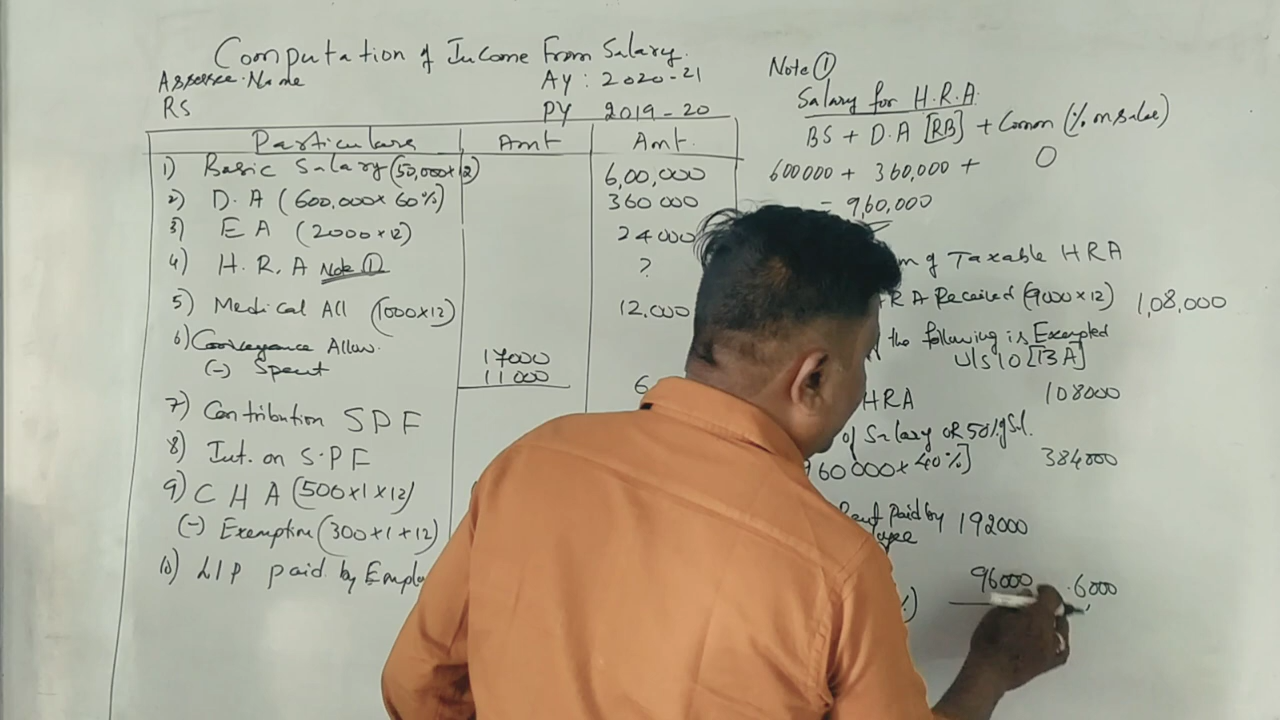 Computation of Income From Salary.
Assessee Name AY : 2020-21
RS PY 2019-20
Particulars Amt Amt.
1) Basic Salary (50,000×12) 6,00,000
2) D.A (600,000× 60%) 360 000
3) E A (2000×12) 24000
4) H.R.A Note ① ?
5) Medical All (1000×12) 12,000
6) Conveyance Allow. 17000
(-) Spent 11000 6
7) Contribution SPF
8) Int. on S.P F
9) C H A (500×1×12)
(-) Exemption (300×1×12)
10) LIP paid by Emplo
Note ①
Salary for H.R.A.
BS + D.A [RB] + Comm (% on sales)
600000 + 360,000 + 0
= 9,60,000
of Taxable HRA
RA Received (9000×12) 1,08,000
the following is Exempted
U/S 10 [13A]
HRA 108000
of Salary OR 50% of Sal.
960000×40%] 384000
Rent Paid by 192000
%) 96000 6000